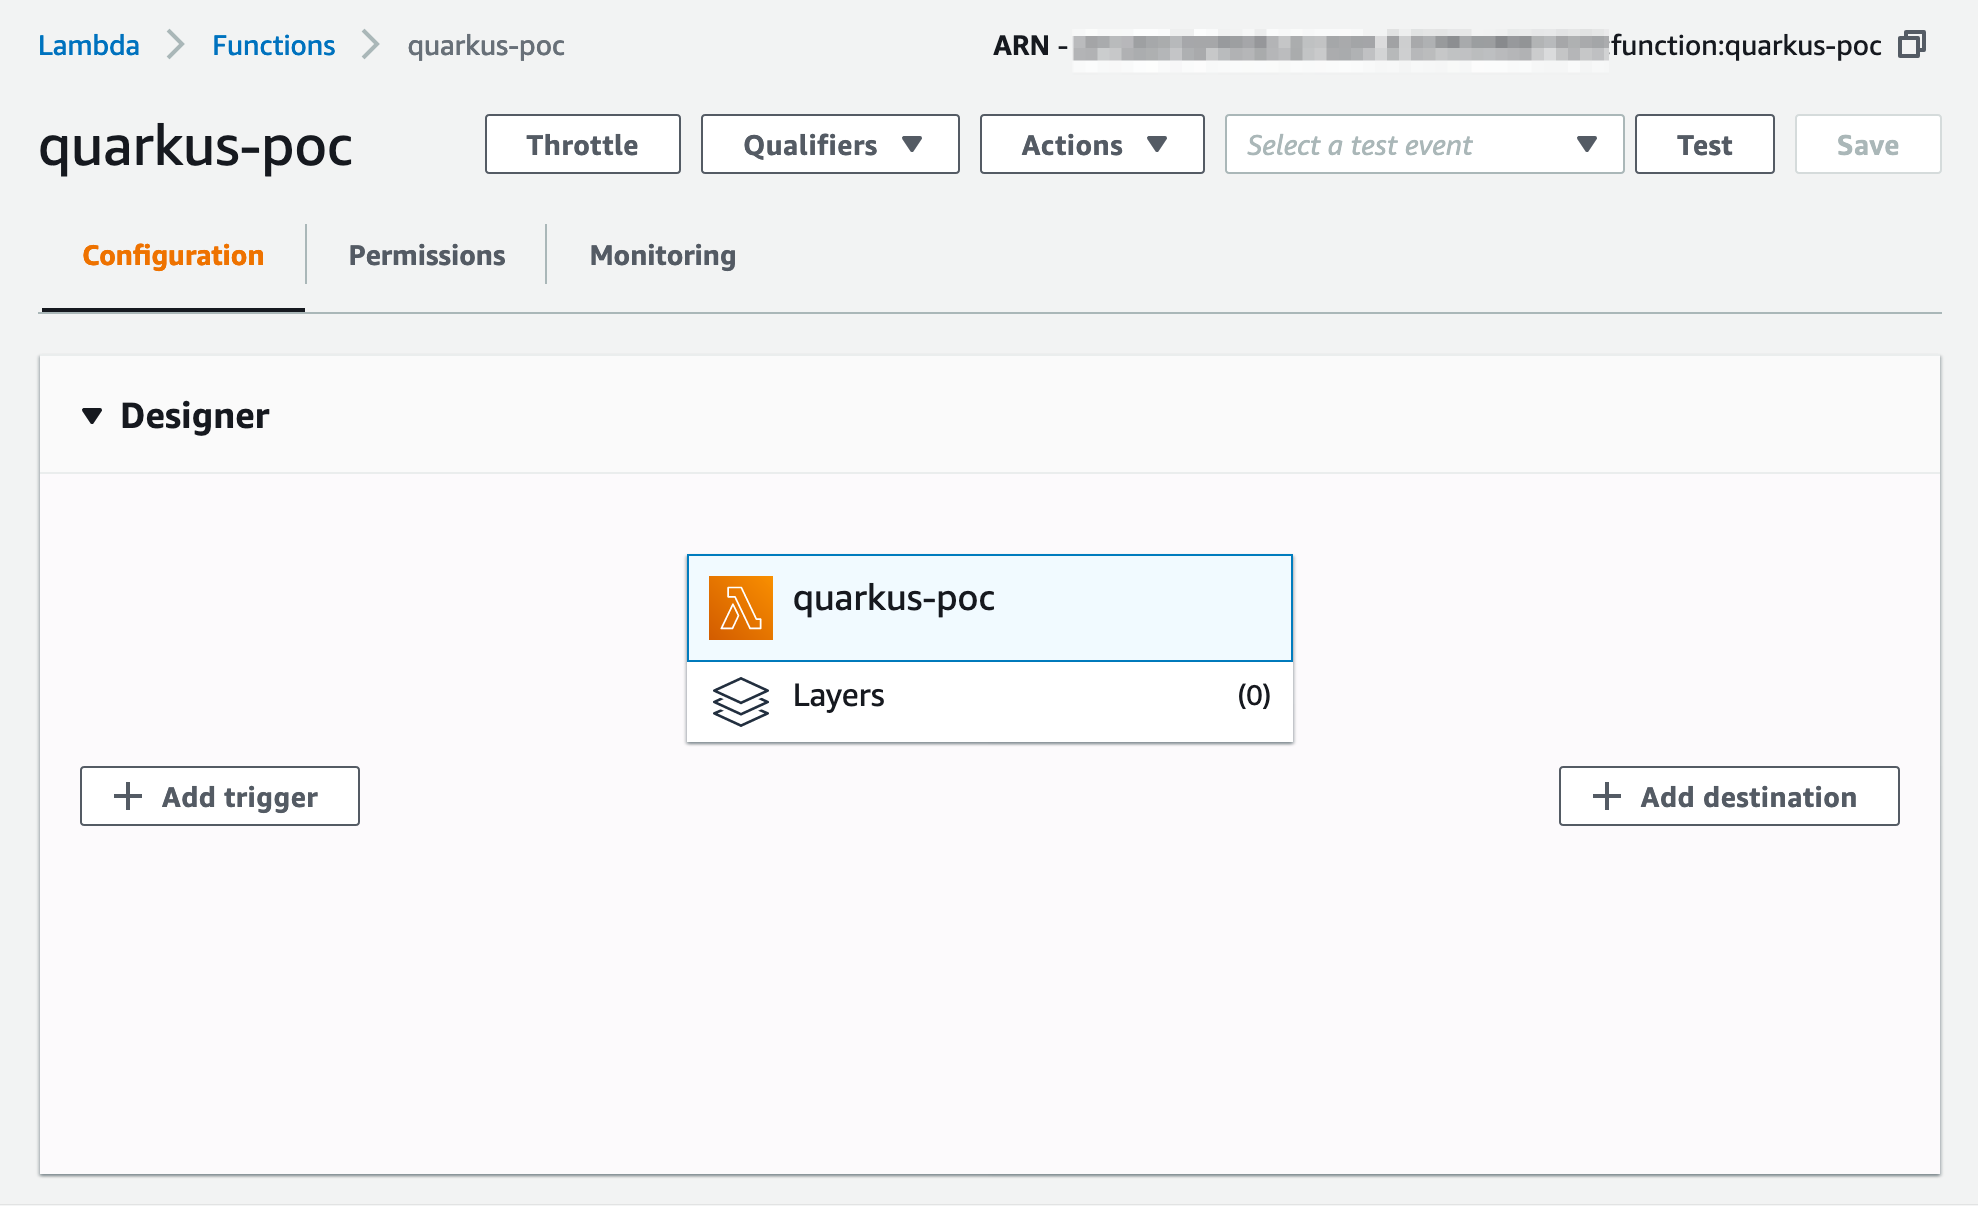 Lambda > Functions > quarkus-poc ARN - function:quarkus-poc
quarkus-poc Throttle Qualifiers Actions Select a test event Test Save
Configuration Permissions Monitoring
Designer
quarkus-poc
Layers (0)
+ Add trigger + Add destination